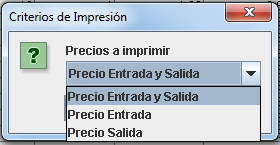 Criterios de Impresión
Precios a imprimir
Precio Entrada y Salida
Precio Entrada y Salida
Precio Entrada
Precio Salida